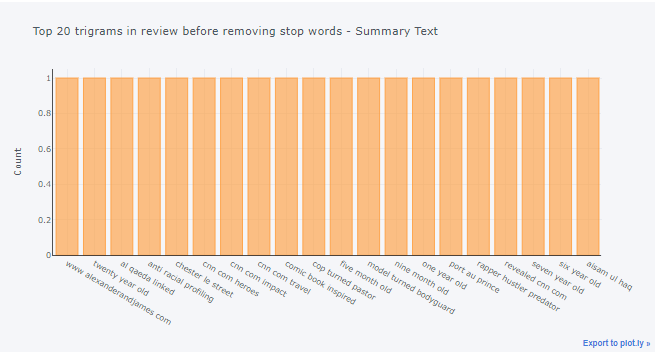 Top 20 trigrams in review before removing stop words - Summary Text
Count
1
0.8
0.6
0.4
0.2
0
www alexanderandjames com
twenty year old
al qaeda linked
anti racial profiling
chester le street
cnn com heroes
cnn com impact
cnn com travel
comic book inspired
cop turned pastor
five month old
model turned bodyguard
nine month old
one year old
port au prince
rapper hustler predator
revealed cnn com
seven year old
six year old
aisam ul haq
Export to plot.ly »